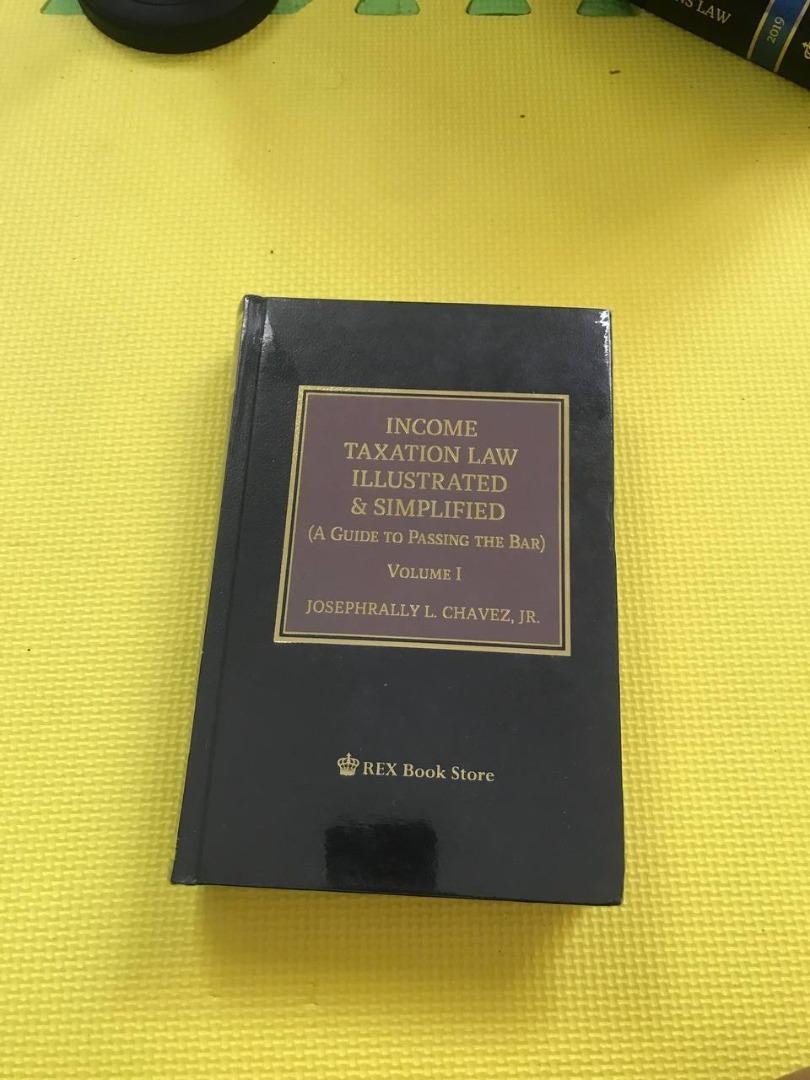 NS LAW
2019
INCOME
TAXATION LAW
ILLUSTRATED
& SIMPLIFIED
(A GUIDE TO PASSING THE BAR)
VOLUME I
JOSEPHRALLY L. CHAVEZ, JR.
REX Book Store